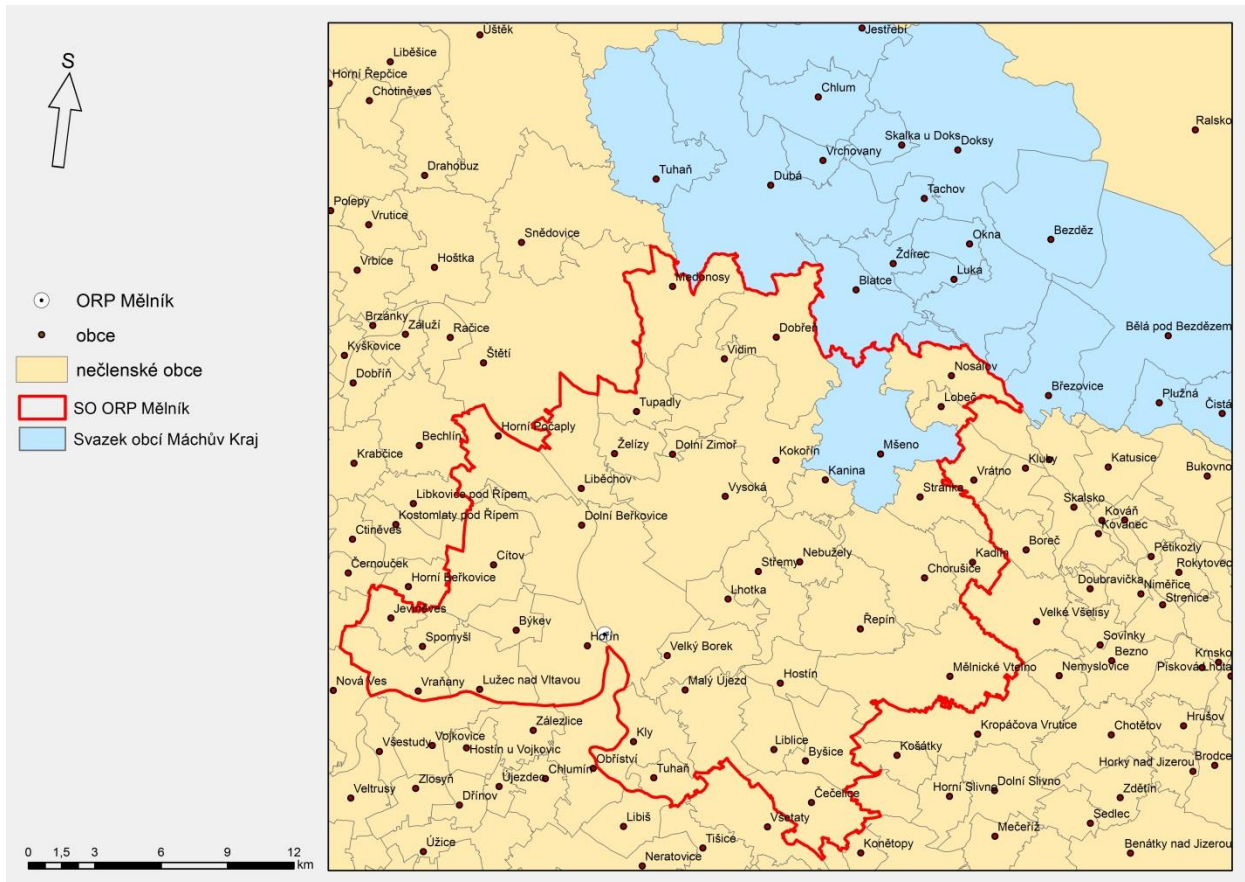 S
ORP Mělník
obce
nečlenské obce
SO ORP Mělník
Svazek obcí Máchův Kraj
0 1,5 3 6 9 12
km
Úštěk
Jestřebí
Liběšice
Horní Řepčice
Chotiněves
Chlum
Ralsko
Skalka u Doks
Doksy
Vrchovany
Drahobuz
Tuhaň
Dubá
Tachov
Polepy
Vrutice
Snědovice
Okna
Bezděz
Vrbice
Hoštka
Ždírec
Luka
Medonosy
Blatce
Brzánky
Záluží
Račice
Dobřeň
Bělá pod Bezdězem
Kyškovice
Štětí
Vidim
Dobříň
Nosálov
Březovice
Plužná
Čistá
Tupadly
Lobeč
Horní Počaply
Bechlín
Želízy
Dolní Zimoř
Kokořín
Mšeno
Krabčice
Kluby
Katusice
Bukovno
Liběchov
Kanina
Vrátno
Stránka
Vysoká
Libkovice pod Řípem
Skalsko
Kostomlaty pod Řípem
Dolní Beřkovice
Kováň
Kovanec
Ctiněves
Boreč
Pětikozly
Cítov
Stremy
Nebužely
Kadlín
Rokytovec
Černouček
Chorušice
Horní Beřkovice
Doubravička
Niměřice
Strenice
Lhotka
Jeviněves
Velké Všelisy
Býkev
Řepín
Spomyšl
Hořín
Sovínky
Velký Borek
Bezno
Krnsko
Písková Lhota
Mělnické Vtelno
Nemyslovice
Nová Ves
Vraňany
Lužec nad Vltavou
Malý Újezd
Hostín
Zálezlice
Kropáčova Vrutice
Chotětov
Hrušov
Všestudy
Vojkovice
Hostín u Vojkovic
Kly
Liblice
Byšice
Košátky
Obříství
Horky nad Jizerou
Brodce
Zlosyň
Újezdec
Chlumín
Tuhaň
Veltrusy
Dřínov
Čečelice
Horní Slivno
Dolní Slivno
Zdětín
Libiš
Všetaty
Mečeříž
Sedlec
Úžice
Tišice
Neratovice
Konětopy
Benátky nad Jizerou